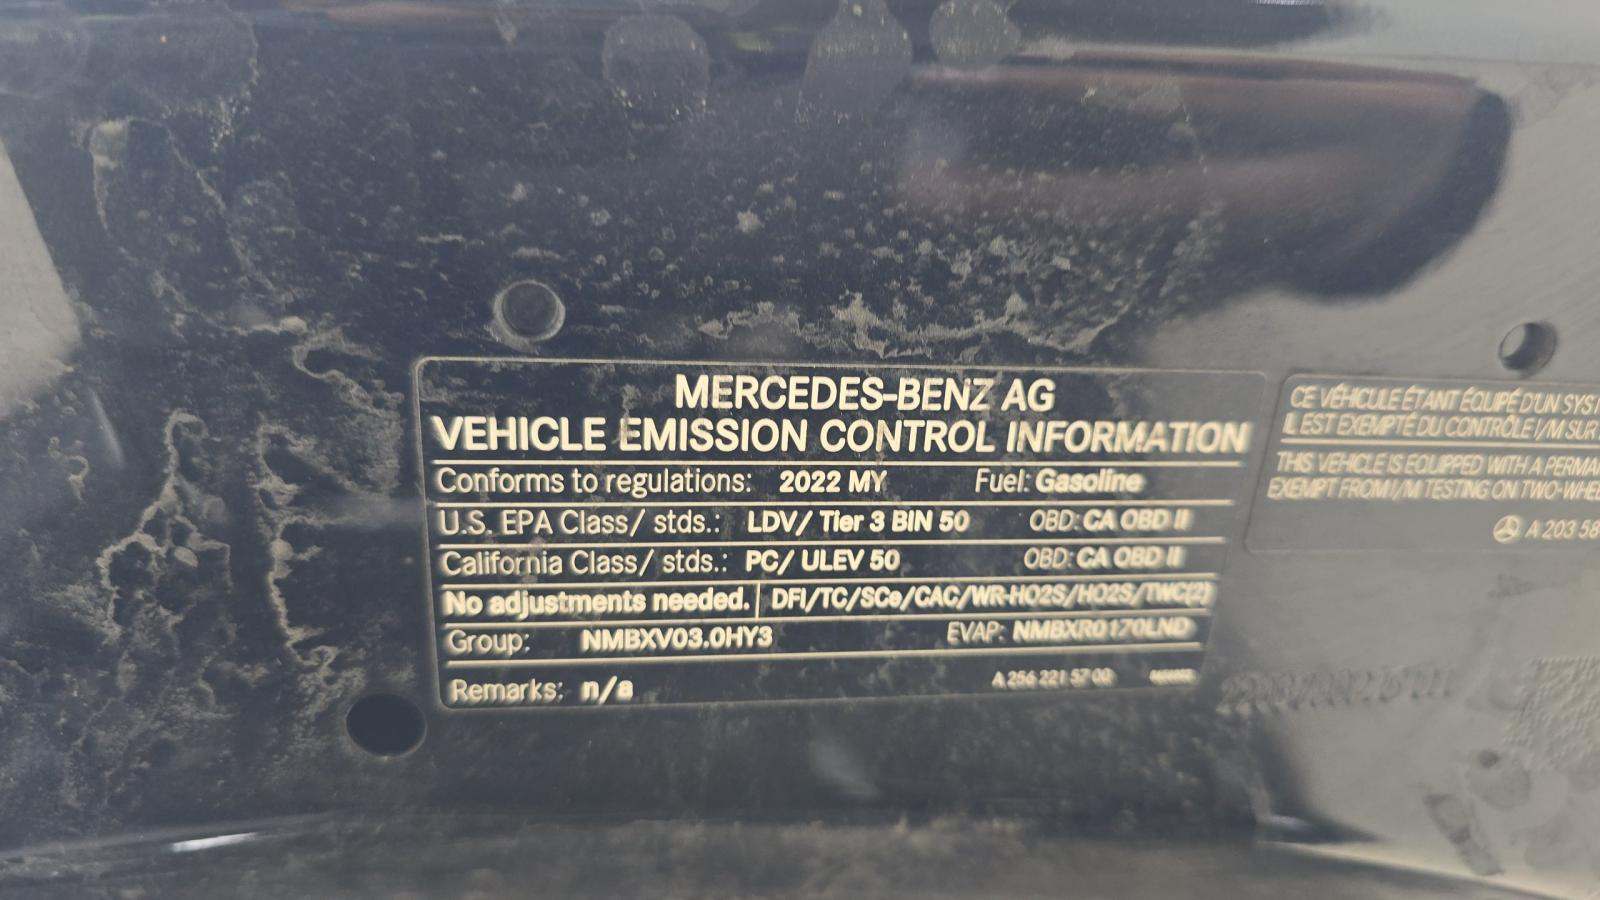 MERCEDES-BENZ AG
VEHICLE EMISSION CONTROL INFORMATION
Conforms to regulations: 2022 MY Fuel: Gasoline
U.S. EPA Class/ stds.: LDV/ Tier 3 BIN 50 OBD: CA OBD II
California Class/ stds.: PC/ ULEV 50 OBD: CA OBD II
No adjustments needed. DFI/TC/SCe/CAC/WR-HO2S/HO2S/TWC(2)
Group: NMBXV03.0HY3 EVAP: NMBXR0170LND
Remarks: n/a A 256 221 57 00
CE VÉHICULE ÉTANT ÉQUIPÉ D'UN SYS
IL EST EXEMPTÉ DU CONTRÔLE I/M SUR
THIS VEHICLE IS EQUIPPED WITH A PERMA
EXEMPT FROM I/M TESTING ON TWO-WHE
A 203 58